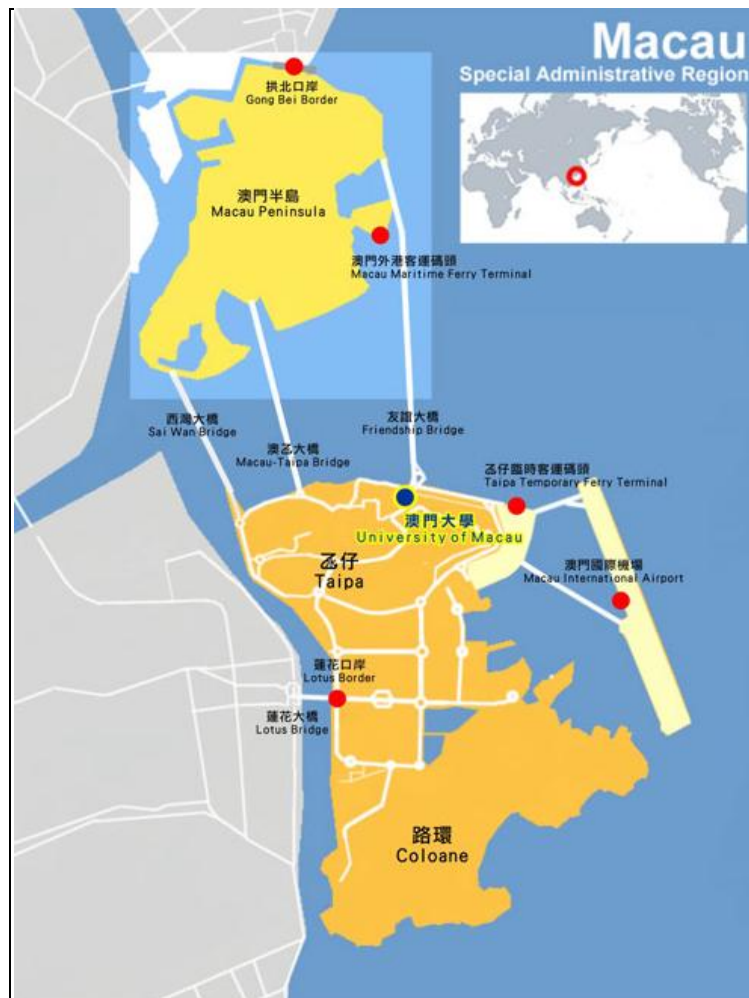 Macau
Special Administrative Region
拱北口岸
Gong Bei Border
澳門半島
Macau Peninsula
澳門外港客運碼頭
Macau Maritime Ferry Terminal
西灣大橋
Sai Wan Bridge
澳氹大橋
Macau-Taipa Bridge
友誼大橋
Friendship Bridge
氹仔臨時客運碼頭
Taipa Temporary Ferry Terminal
澳門大學
University of Macau
氹仔
Taipa
澳門國際機場
Macau International Airport
蓮花口岸
Lotus Border
蓮花大橋
Lotus Bridge
路環
Coloane